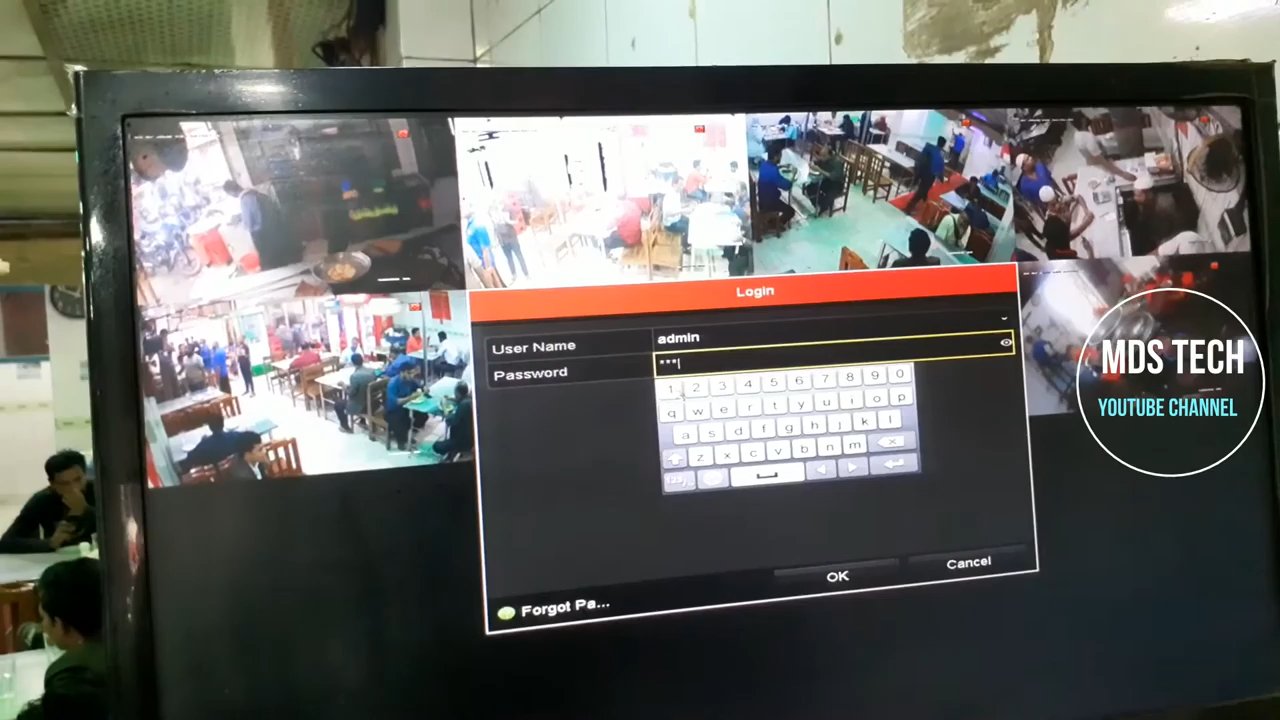 Login
User Name admin
Password ***
1 2 3 4 5 6 7 8 9 0
q w e r t y u i o p
a s d f g h j k l
z x c v b n m
123,.
OK
Cancel
Forgot Pa...
MDS TECH
YOUTUBE CHANNEL